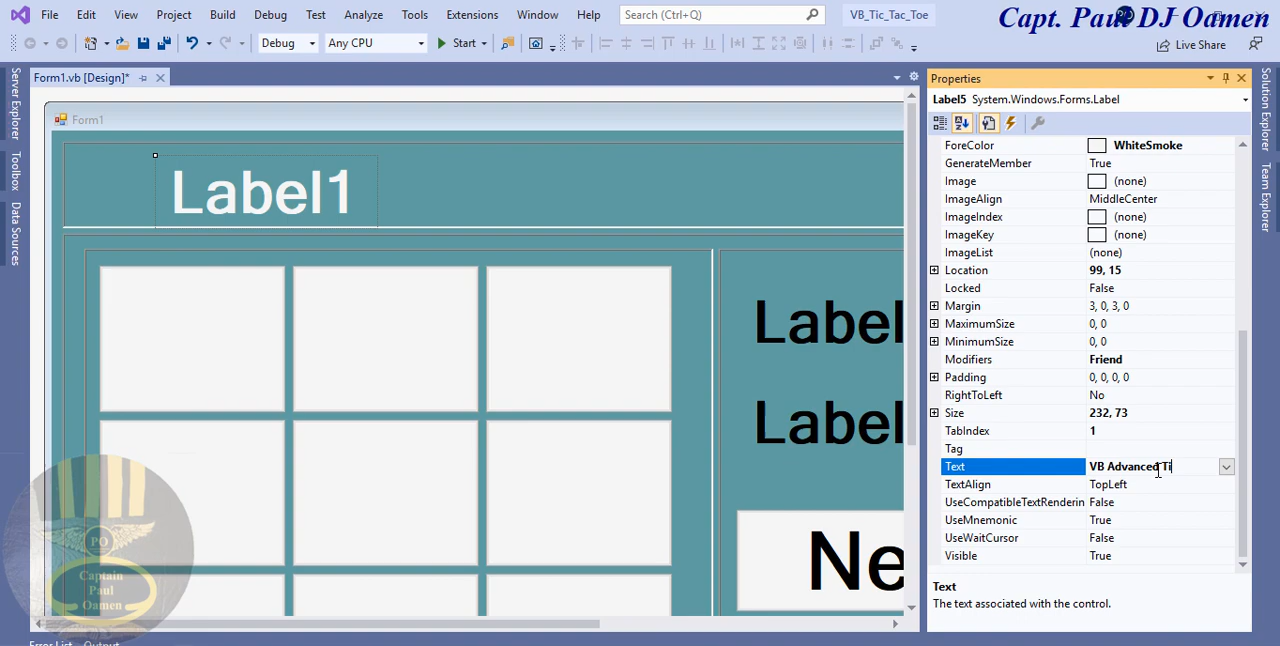 File Edit View Project Build Debug Test Analyze Tools Extensions Window Help Search (Ctrl+Q) VB_Tic_Tac_Toe
Capt. Paul DJ Oamen
Debug Any CPU Start Live Share
Form1.vb [Design]*
Server Explorer
Toolbox
Data Sources
Form1
Label1
Label
Label
Ne
PO
Captain
Paul
Oamen
Error List Output
Properties
Label5 System.Windows.Forms.Label
ForeColor WhiteSmoke
GenerateMember True
Image (none)
ImageAlign MiddleCenter
ImageIndex (none)
ImageKey (none)
ImageList (none)
Location 99, 15
Locked False
Margin 3, 0, 3, 0
MaximumSize 0, 0
MinimumSize 0, 0
Modifiers Friend
Padding 0, 0, 0, 0
RightToLeft No
Size 232, 73
TabIndex 1
Tag
Text VB Advanced Ti
TextAlign TopLeft
UseCompatibleTextRenderin False
UseMnemonic True
UseWaitCursor False
Visible True
Text
The text associated with the control.
Solution Explorer
Team Explorer